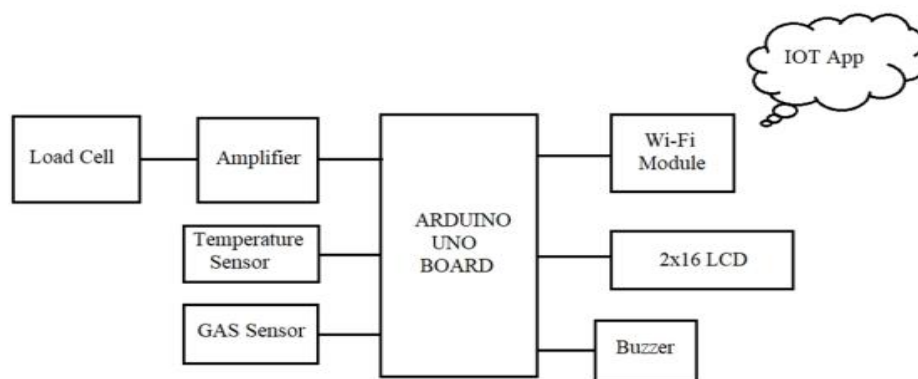 IOT App
Load Cell
Amplifier
Wi-Fi
Module
Temperature
Sensor
ARDUINO
UNO
BOARD
2x16 LCD
GAS Sensor
Buzzer